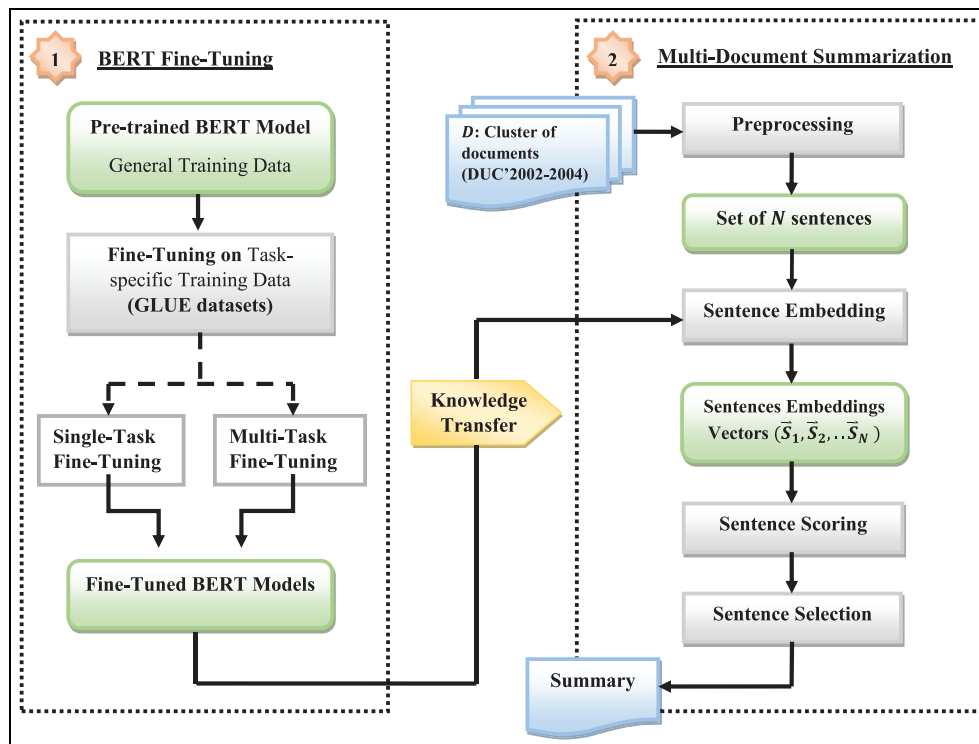 1
BERT Fine-Tuning
Pre-trained BERT Model
General Training Data
Fine-Tuning on Task-
specific Training Data
(GLUE datasets)
Single-Task
Fine-Tuning
Multi-Task
Fine-Tuning
Fine-Tuned BERT Models
Knowledge
Transfer
2
Multi-Document Summarization
D: Cluster of
documents
(DUC'2002-2004)
Preprocessing
Set of N sentences
Sentence Embedding
Sentences Embeddings
Vectors (S⃗₁, S⃗₂, . . S⃗N )
Sentence Scoring
Sentence Selection
Summary